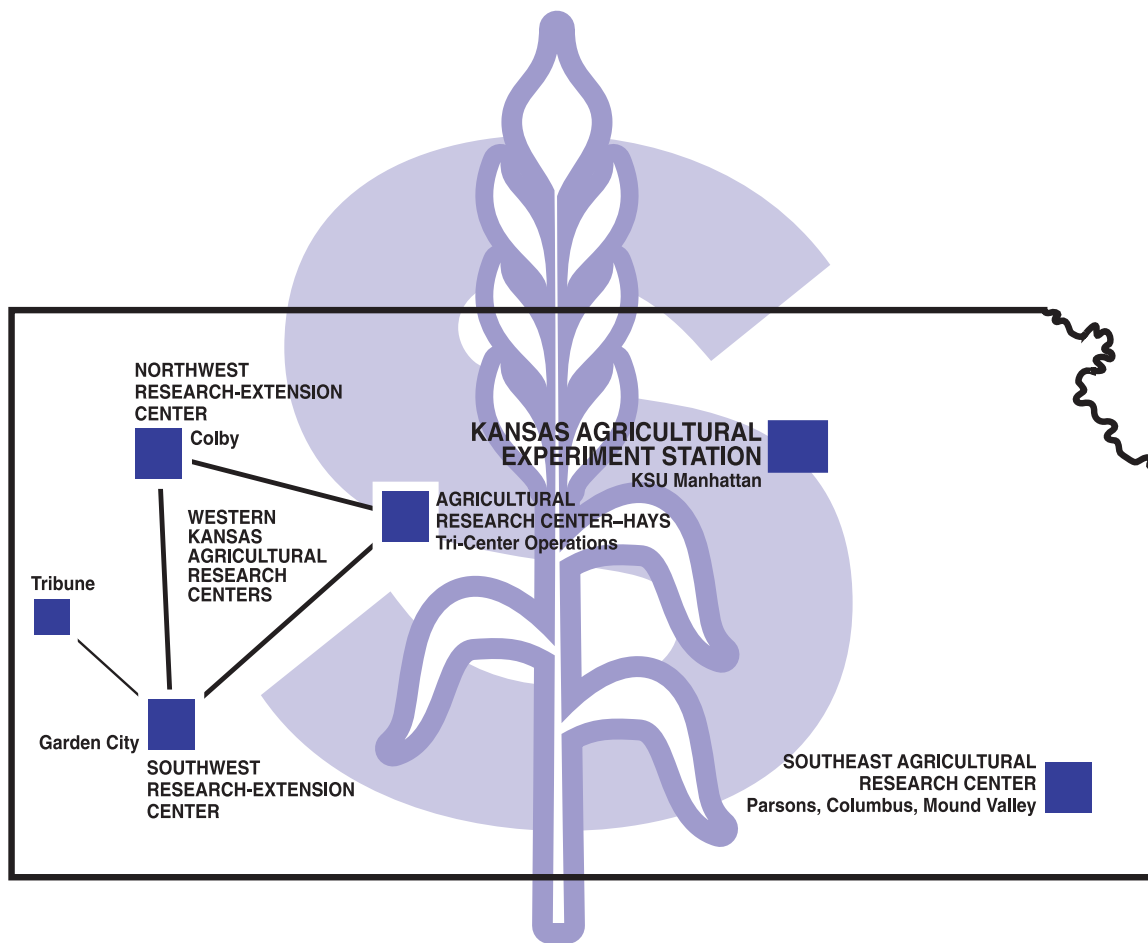 NORTHWEST
RESEARCH-EXTENSION
CENTER
Colby
KANSAS AGRICULTURAL
EXPERIMENT STATION
KSU Manhattan
AGRICULTURAL
RESEARCH CENTER–HAYS
Tri-Center Operations
WESTERN
KANSAS
AGRICULTURAL
RESEARCH
CENTERS
Tribune
Garden City
SOUTHWEST
RESEARCH-EXTENSION
CENTER
SOUTHEAST AGRICULTURAL
RESEARCH CENTER
Parsons, Columbus, Mound Valley